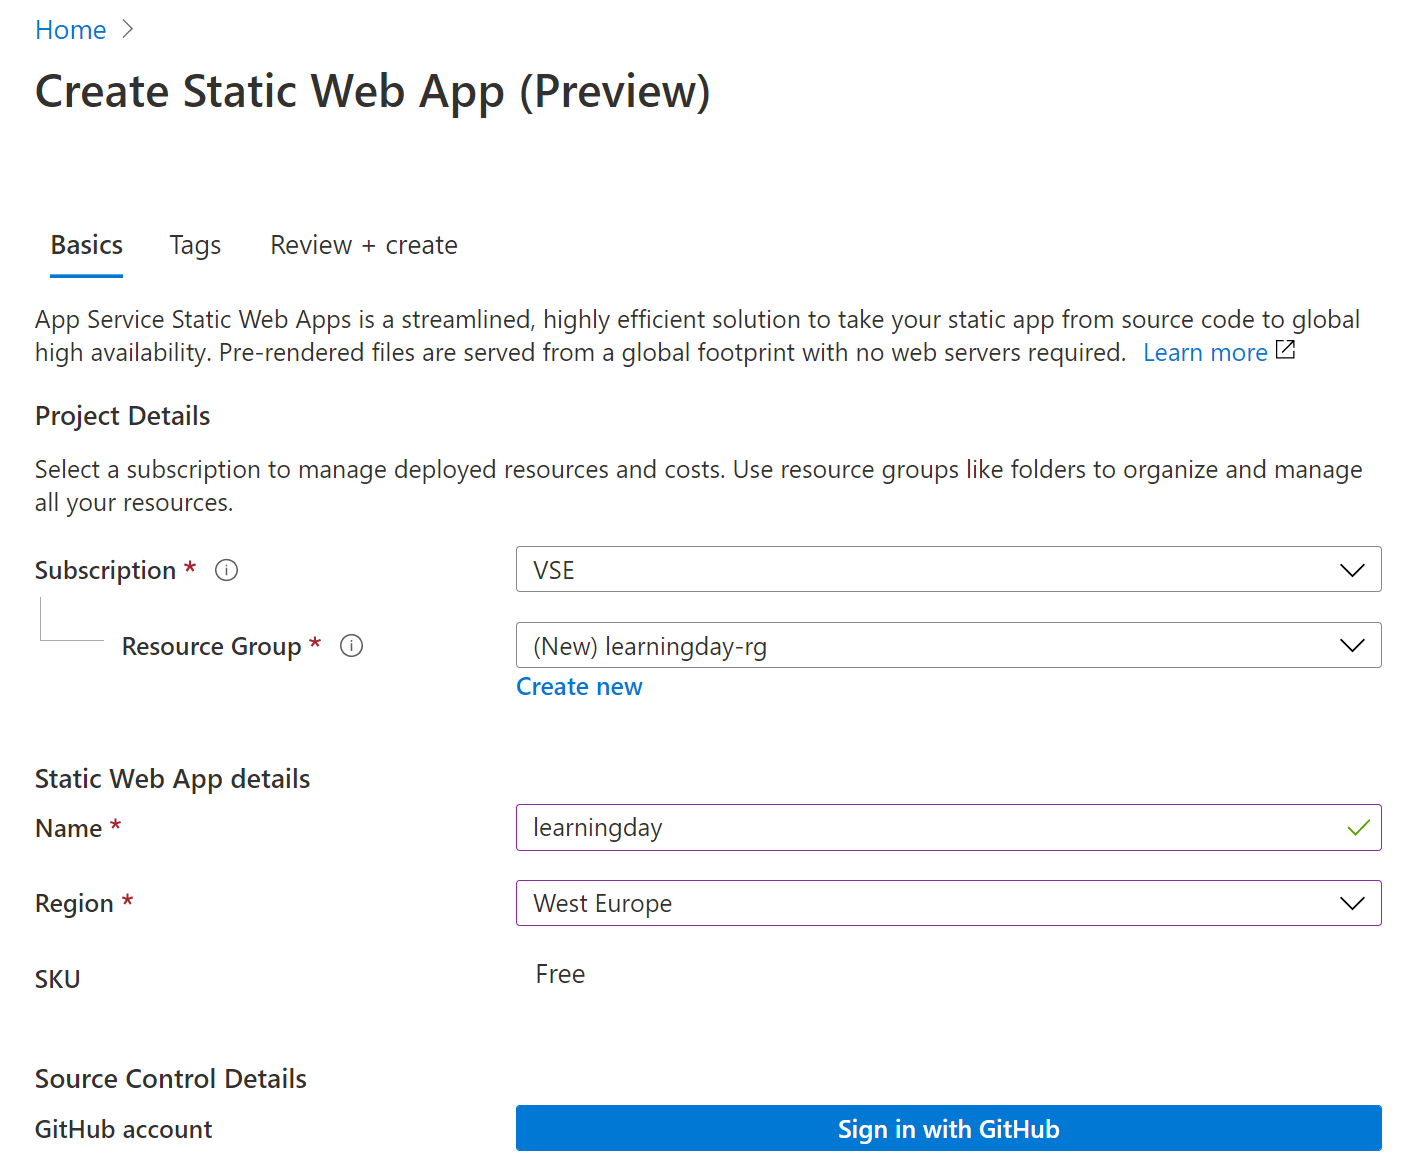 Home
Create Static Web App (Preview)
Basics Tags Review + create
App Service Static Web Apps is a streamlined, highly efficient solution to take your static app from source code to global
high availability. Pre-rendered files are served from a global footprint with no web servers required. Learn more
Project Details
Select a subscription to manage deployed resources and costs. Use resource groups like folders to organize and manage
all your resources.
Subscription * VSE
Resource Group * (New) learningday-rg
Create new
Static Web App details
Name * learningday
Region * West Europe
SKU Free
Source Control Details
GitHub account Sign in with GitHub